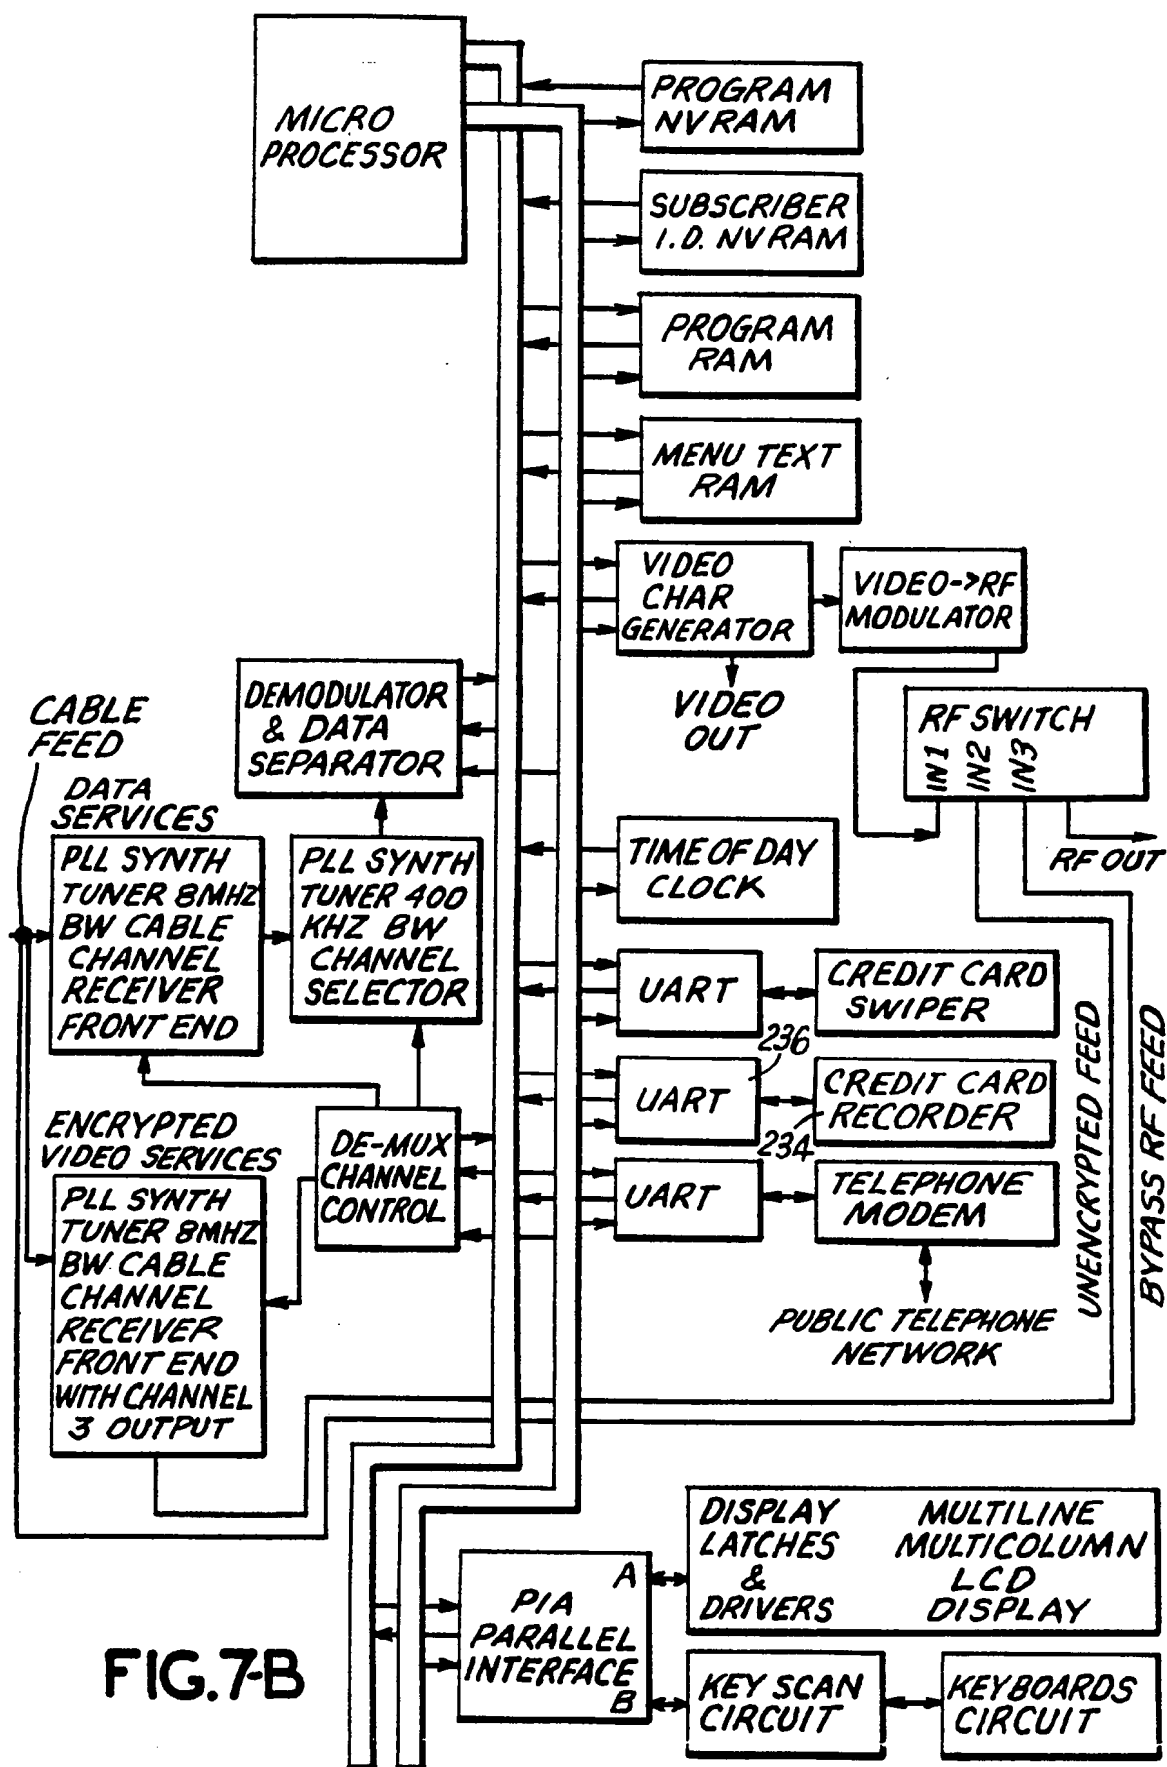 MICRO
PROCESSOR
PROGRAM
NVRAM
SUBSCRIBER
I.D. NVRAM
PROGRAM
RAM
MENU TEXT
RAM
VIDEO
CHAR
GENERATOR
VIDEO->RF
MODULATOR
VIDEO
OUT
RF SWITCH
IN1
IN2
IN3
RF OUT
DEMODULATOR
& DATA
SEPARATOR
CABLE
FEED
DATA
SERVICES
PLL SYNTH
TUNER 8MHZ
BW CABLE
CHANNEL
RECEIVER
FRONT END
PLL SYNTH
TUNER 400
KHZ BW
CHANNEL
SELECTOR
TIME OF DAY
CLOCK
UART
CREDIT CARD
SWIPER
236
UART
CREDIT CARD
RECORDER
234
UART
TELEPHONE
MODEM
PUBLIC TELEPHONE
NETWORK
UNENCRYPTED FEED
BYPASS RF FEED
DE-MUX
CHANNEL
CONTROL
ENCRYPTED
VIDEO SERVICES
PLL SYNTH
TUNER 8MHZ
BW CABLE
CHANNEL
RECEIVER
FRONT END
WITH CHANNEL
3 OUTPUT
PIA
PARALLEL
INTERFACE
A
B
DISPLAY
LATCHES
&
DRIVERS
MULTILINE
MULTICOLUMN
LCD
DISPLAY
KEY SCAN
CIRCUIT
KEYBOARDS
CIRCUIT
FIG.7-B